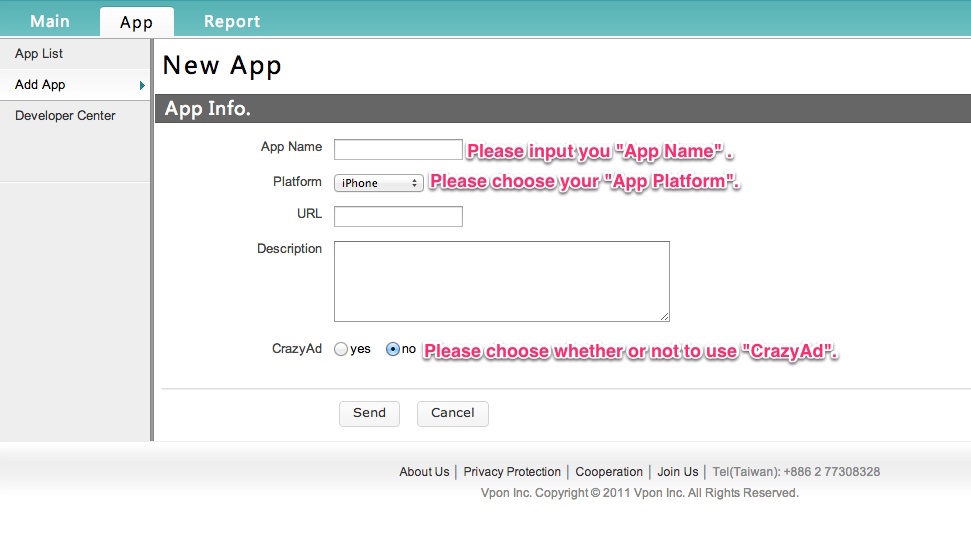 Main App Report
App List
Add App
Developer Center
New App
App Info.
App Name Please input you "App Name" .
Platform iPhone Please choose your "App Platform".
URL
Description
CrazyAd yes no Please choose whether or not to use "CrazyAd".
Send Cancel
About Us | Privacy Protection | Cooperation | Join Us | Tel(Taiwan): +886 2 77308328
Vpon Inc. Copyright © 2011 Vpon Inc. All Rights Reserved.